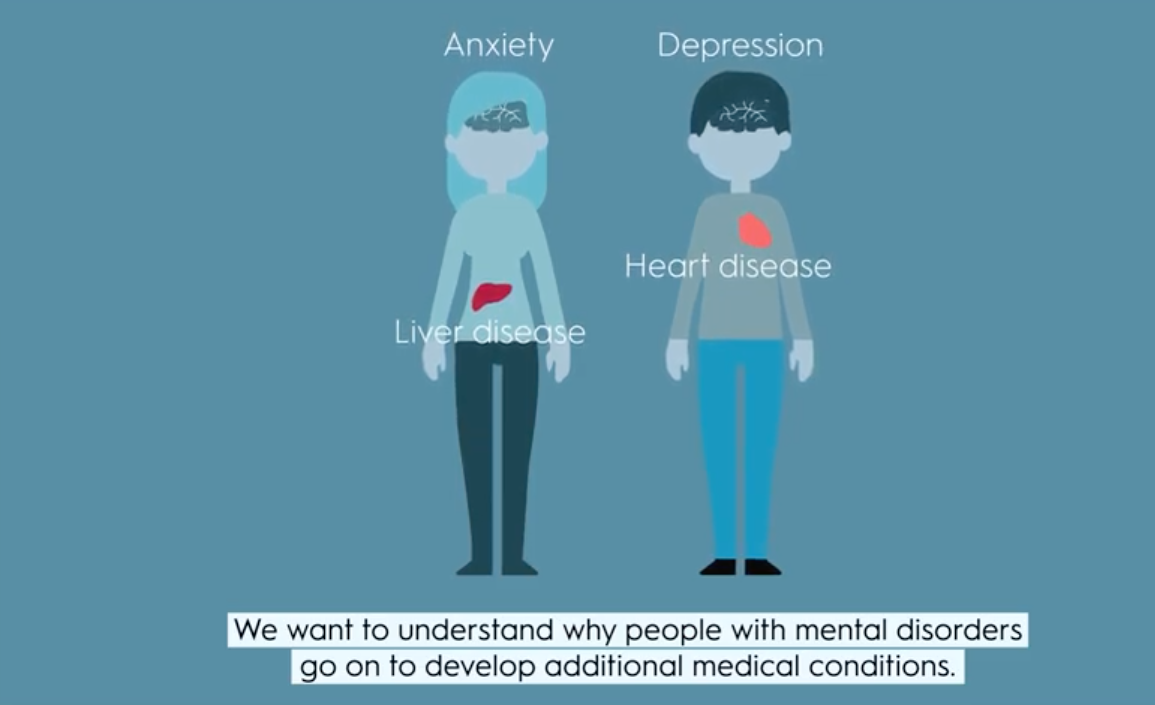 Anxiety
Depression
Heart disease
Liver disease
We want to understand why people with mental disorders
go on to develop additional medical conditions.